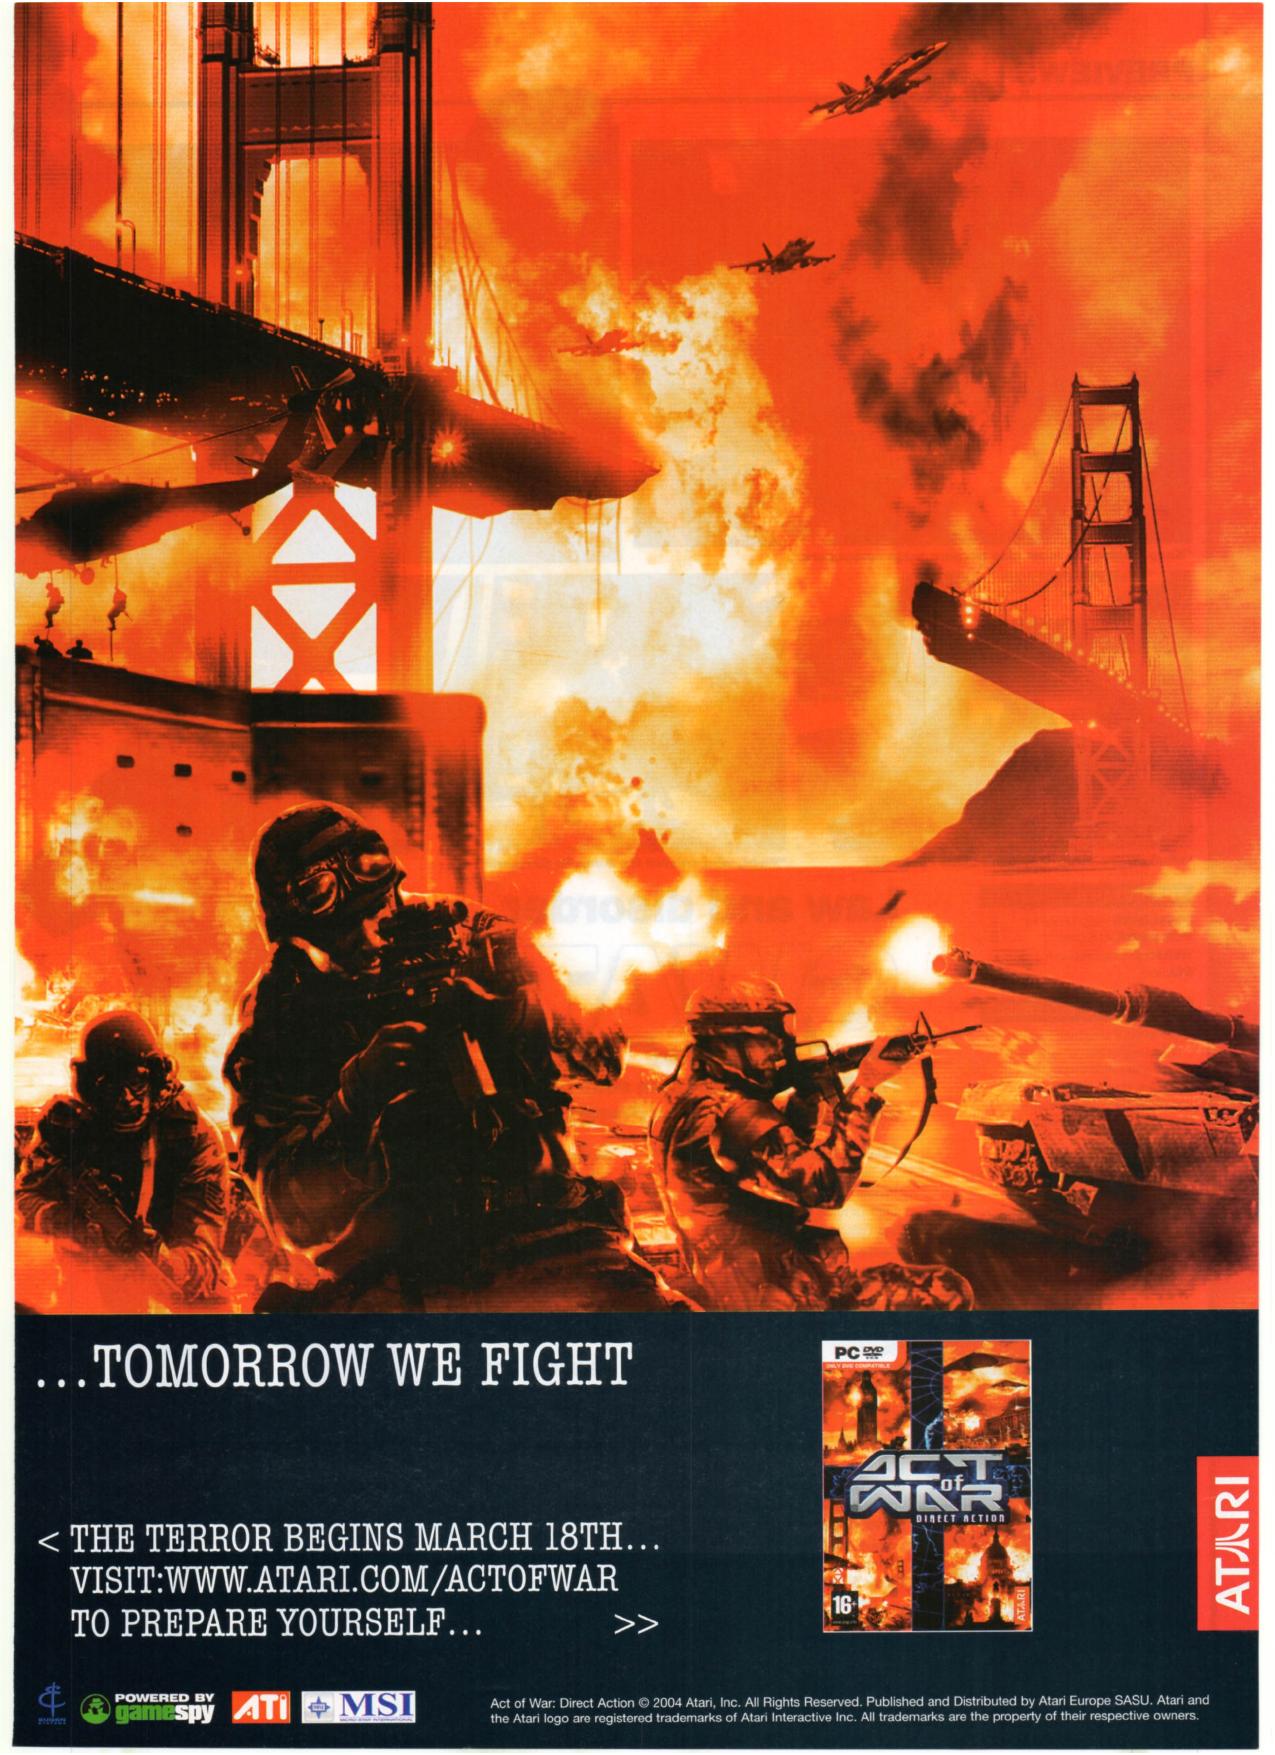 ...TOMORROW WE FIGHT
< THE TERROR BEGINS MARCH 18TH...
VISIT:WWW.ATARI.COM/ACTOFWAR
TO PREPARE YOURSELF... >>
PC DVD
ONLY DVD COMPATIBLE
ACT
of
WAR
DIRECT ACTION
16+
ATARI
ATARI
POWERED BY
gamespy
ATI
MSI
MICRO-STAR INTERNATIONAL
Act of War: Direct Action © 2004 Atari, Inc. All Rights Reserved. Published and Distributed by Atari Europe SASU. Atari and
the Atari logo are registered trademarks of Atari Interactive Inc. All trademarks are the property of their respective owners.